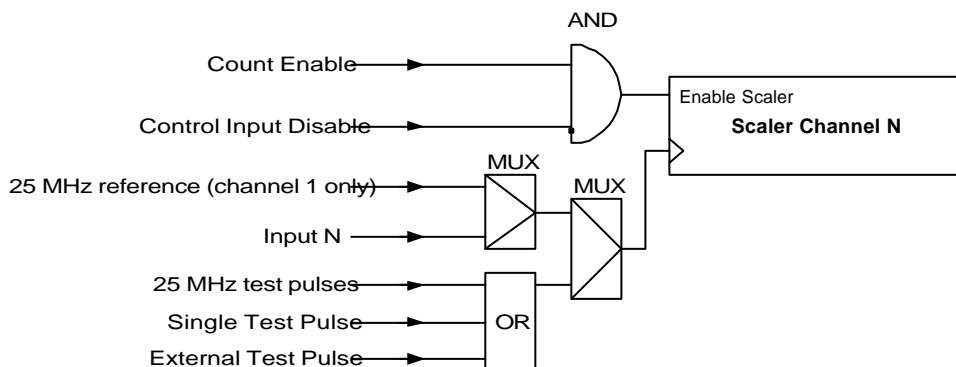 AND
Count Enable
Enable Scaler
Scaler Channel N
Control Input Disable
MUX
MUX
25 MHz reference (channel 1 only)
Input N
25 MHz test pulses
Single Test Pulse
OR
External Test Pulse